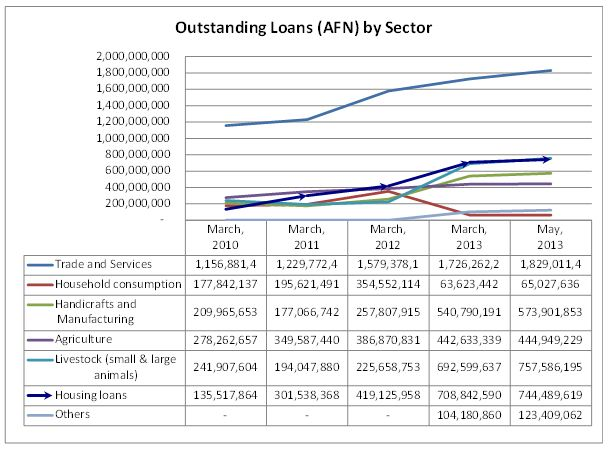 Outstanding Loans (AFN) by Sector
2,000,000,000
1,800,000,000
1,600,000,000
1,400,000,000
1,200,000,000
1,000,000,000
800,000,000
600,000,000
400,000,000
200,000,000
-
March, 2010 March, 2011 March, 2012 March, 2013 May, 2013
Trade and Services 1,156,881,4 1,229,772,4 1,579,378,1 1,726,262,2 1,829,011,4
Household consumption 177,842,137 195,621,491 354,552,114 63,623,442 65,027,636
Handicrafts and
Manufacturing 209,965,653 177,066,742 257,807,915 540,790,191 573,901,853
Agriculture 278,262,657 349,587,440 386,870,831 442,633,339 444,949,229
Livestock (small & large
animals) 241,907,604 194,047,880 225,658,753 692,599,637 757,586,195
Housing loans 135,517,864 301,538,368 419,125,958 708,842,590 744,489,619
Others - - - 104,180,860 123,409,062